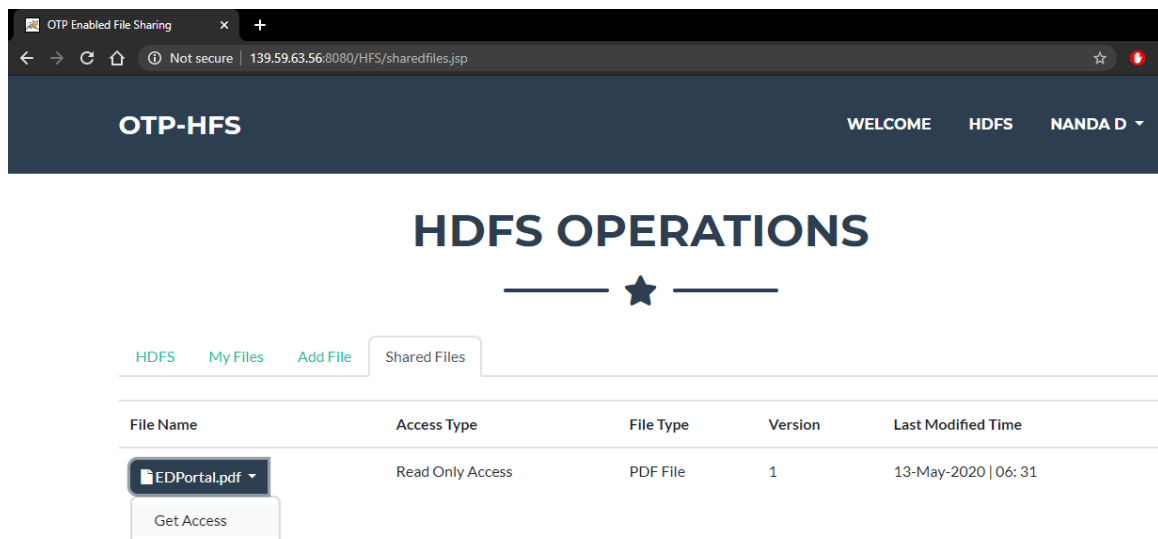 OTP Enabled File Sharing
Not secure | 139.59.63.56:8080/HFS/sharedfiles.jsp
OTP-HFS WELCOME HDFS NANDA D
HDFS OPERATIONS
HDFS My Files Add File Shared Files
File Name Access Type File Type Version Last Modified Time
EDPortal.pdf Read Only Access PDF File 1 13-May-2020 | 06: 31
Get Access